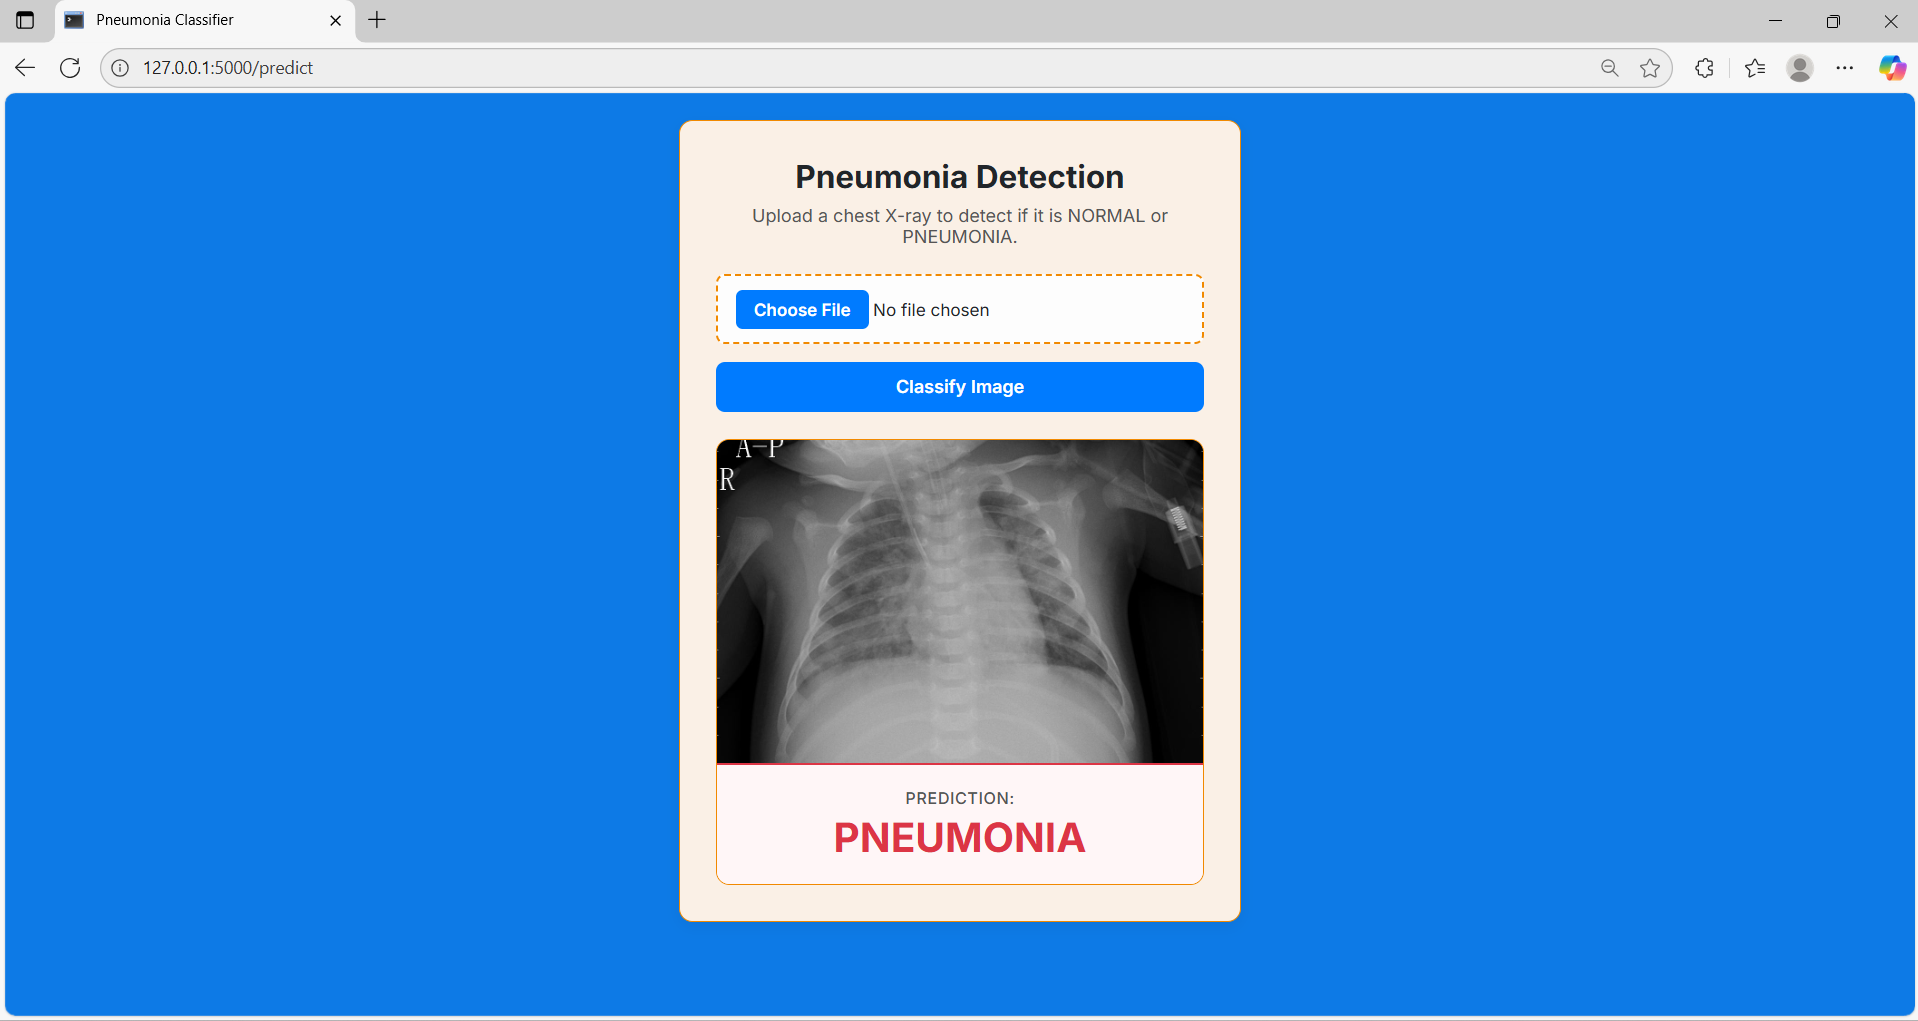 Pneumonia Classifier
127.0.0.1:5000/predict
Pneumonia Detection
Upload a chest X-ray to detect if it is NORMAL or
PNEUMONIA.
Choose File No file chosen
Classify Image
A-P
R
PREDICTION:
PNEUMONIA